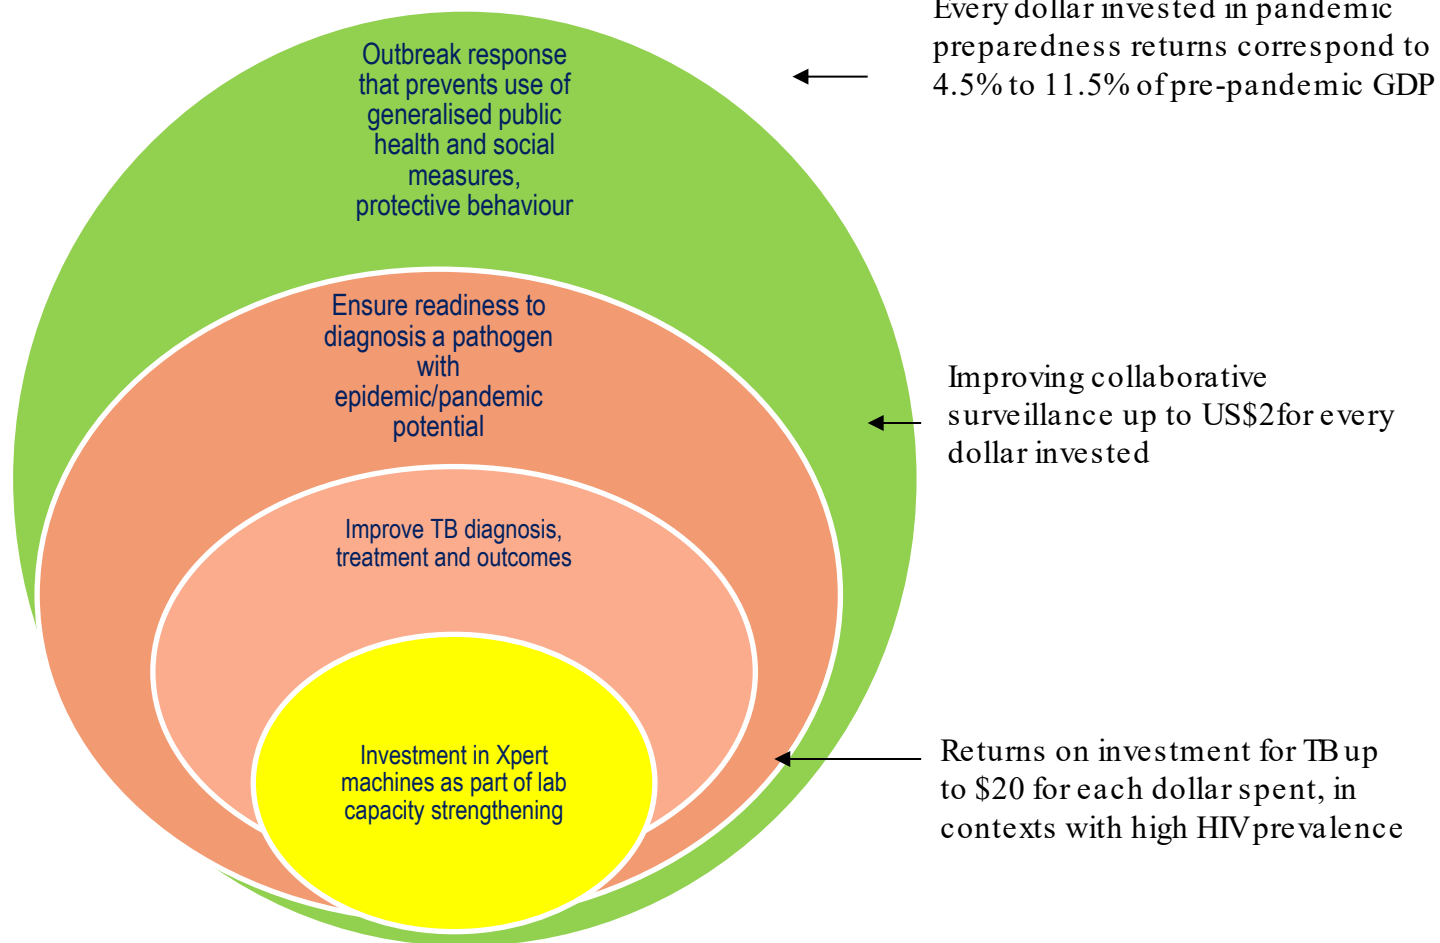 Every dollar invested in pandemic
preparedness returns correspond to
4.5% to 11.5% of pre-pandemic GDP
Outbreak response
that prevents use of
generalised public
health and social
measures,
protective behaviour
Ensure readiness to
diagnosis a pathogen
with
epidemic/pandemic
potential
Improving collaborative
surveillance up to US$2for every
dollar invested
Improve TB diagnosis,
treatment and outcomes
Investment in Xpert
machines as part of lab
capacity strengthening
Returns on investment for TB up
to $20 for each dollar spent, in
contexts with high HIV prevalence